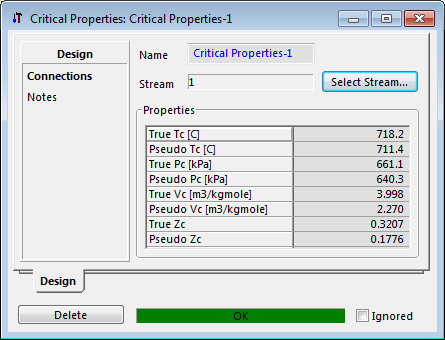 Critical Properties: Critical Properties-1
Design
Connections
Notes
Name Critical Properties-1
Stream 1 Select Stream...
Properties
True Tc [C] 718.2
Pseudo Tc [C] 711.4
True Pc [kPa] 661.1
Pseudo Pc [kPa] 640.3
True Vc [m3/kgmole] 3.998
Pseudo Vc [m3/kgmole] 2.270
True Zc 0.3207
Pseudo Zc 0.1776
Design
Delete OK Ignored